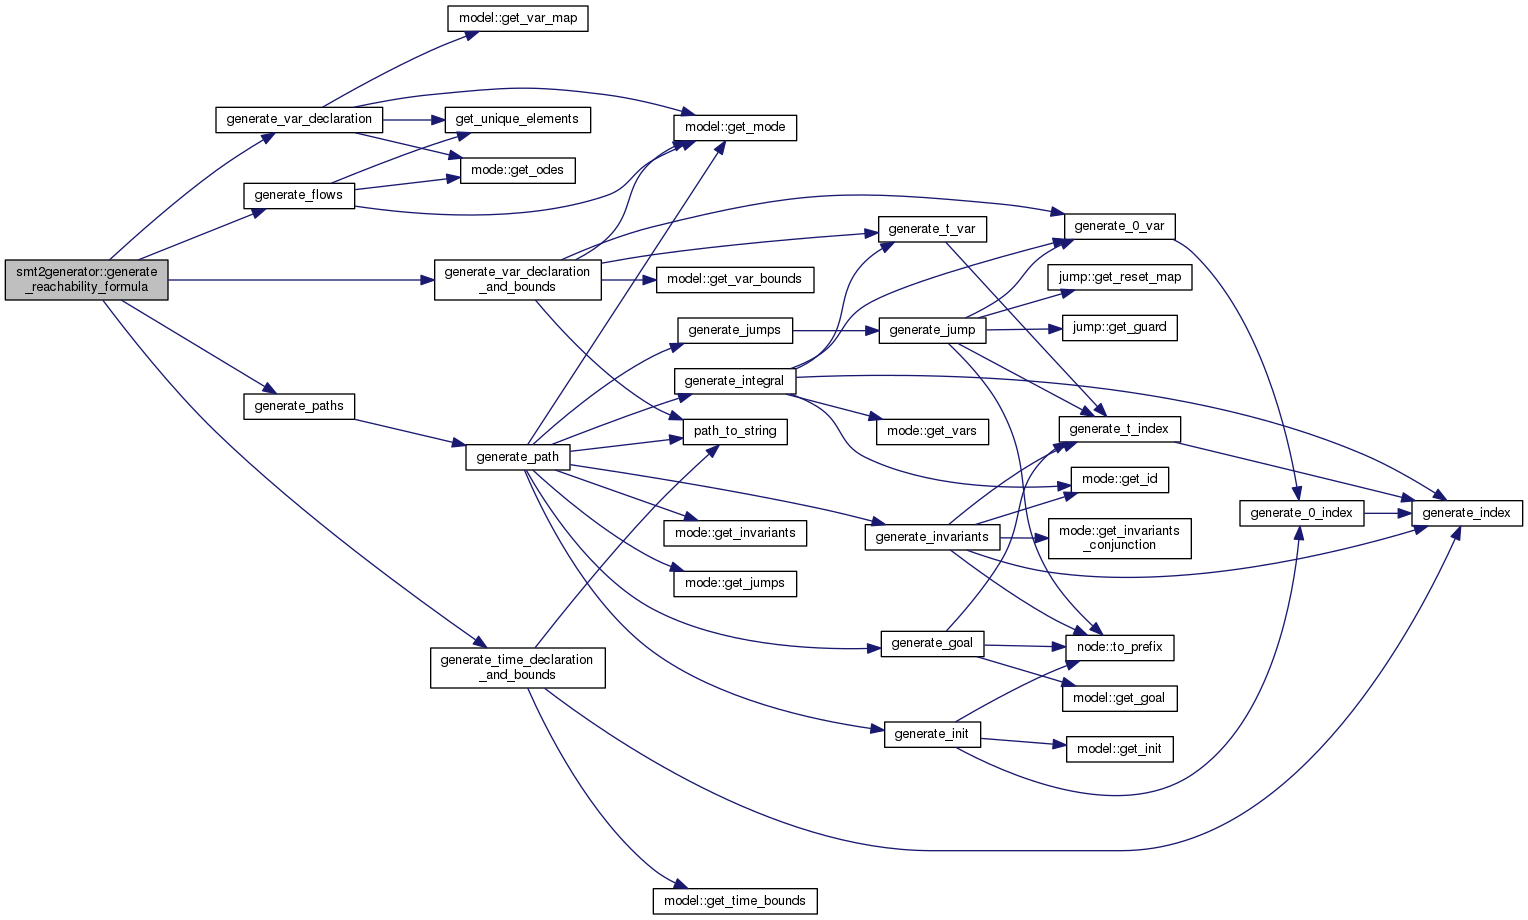 model::get_var_map
generate_var_declaration
get_unique_elements
model::get_mode
mode::get_odes
generate_flows
generate_t_var
generate_0_var
smt2generator::generate
_reachability_formula
generate_var_declaration
_and_bounds
model::get_var_bounds
jump::get_reset_map
generate_jumps
generate_jump
jump::get_guard
generate_integral
generate_paths
path_to_string
mode::get_vars
generate_t_index
generate_path
mode::get_id
mode::get_invariants
generate_invariants
mode::get_invariants
_conjunction
generate_0_index
generate_index
mode::get_jumps
generate_goal
node::to_prefix
generate_time_declaration
_and_bounds
model::get_goal
generate_init
model::get_init
model::get_time_bounds